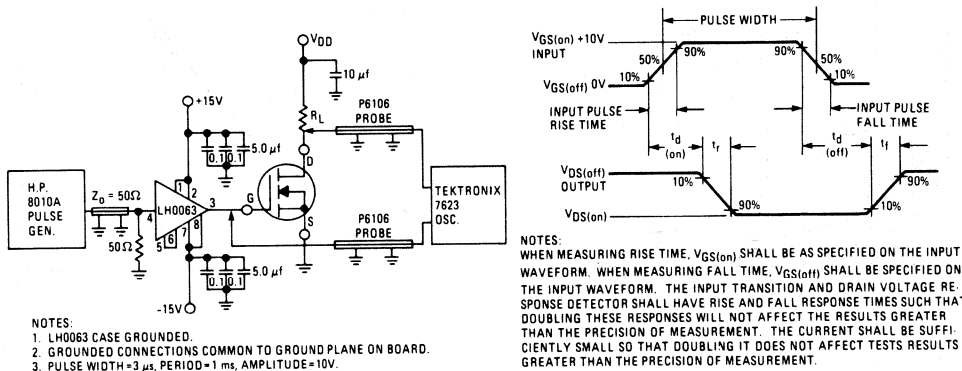 VDD
10 μf
+15V
RL
P6106
PROBE
5.0 μf
0.1 0.1
D
H.P.
8010A
PULSE
GEN.
Zo = 50Ω
1
2
LH0063
4
3
G
TEKTRONIX
7623
OSC.
50Ω
5
6
7
8
S
P6106
PROBE
0.1 0.1
5.0 μf
-15V
NOTES:
1. LH0063 CASE GROUNDED.
2. GROUNDED CONNECTIONS COMMON TO GROUND PLANE ON BOARD.
3. PULSE WIDTH = 3 μs, PERIOD = 1 ms, AMPLITUDE = 10V.
PULSE WIDTH
VGS(on) +10V
INPUT
90%
90%
50%
50%
10%
10%
VGS(off) 0V
INPUT PULSE
RISE TIME
INPUT PULSE
FALL TIME
td
(on)
tr
td
(off)
tf
VDS(off)
OUTPUT
10%
90%
VDS(on)
90%
10%
NOTES:
WHEN MEASURING RISE TIME, VGS(on) SHALL BE AS SPECIFIED ON THE INPUT
WAVEFORM. WHEN MEASURING FALL TIME, VGS(off) SHALL BE SPECIFIED ON
THE INPUT WAVEFORM. THE INPUT TRANSITION AND DRAIN VOLTAGE RE-
SPONSE DETECTOR SHALL HAVE RISE AND FALL RESPONSE TIMES SUCH THAT
DOUBLING THESE RESPONSES WILL NOT AFFECT THE RESULTS GREATER
THAN THE PRECISION OF MEASUREMENT. THE CURRENT SHALL BE SUFFI-
CIENTLY SMALL SO THAT DOUBLING IT DOES NOT AFFECT TESTS RESULTS
GREATER THAN THE PRECISION OF MEASUREMENT.